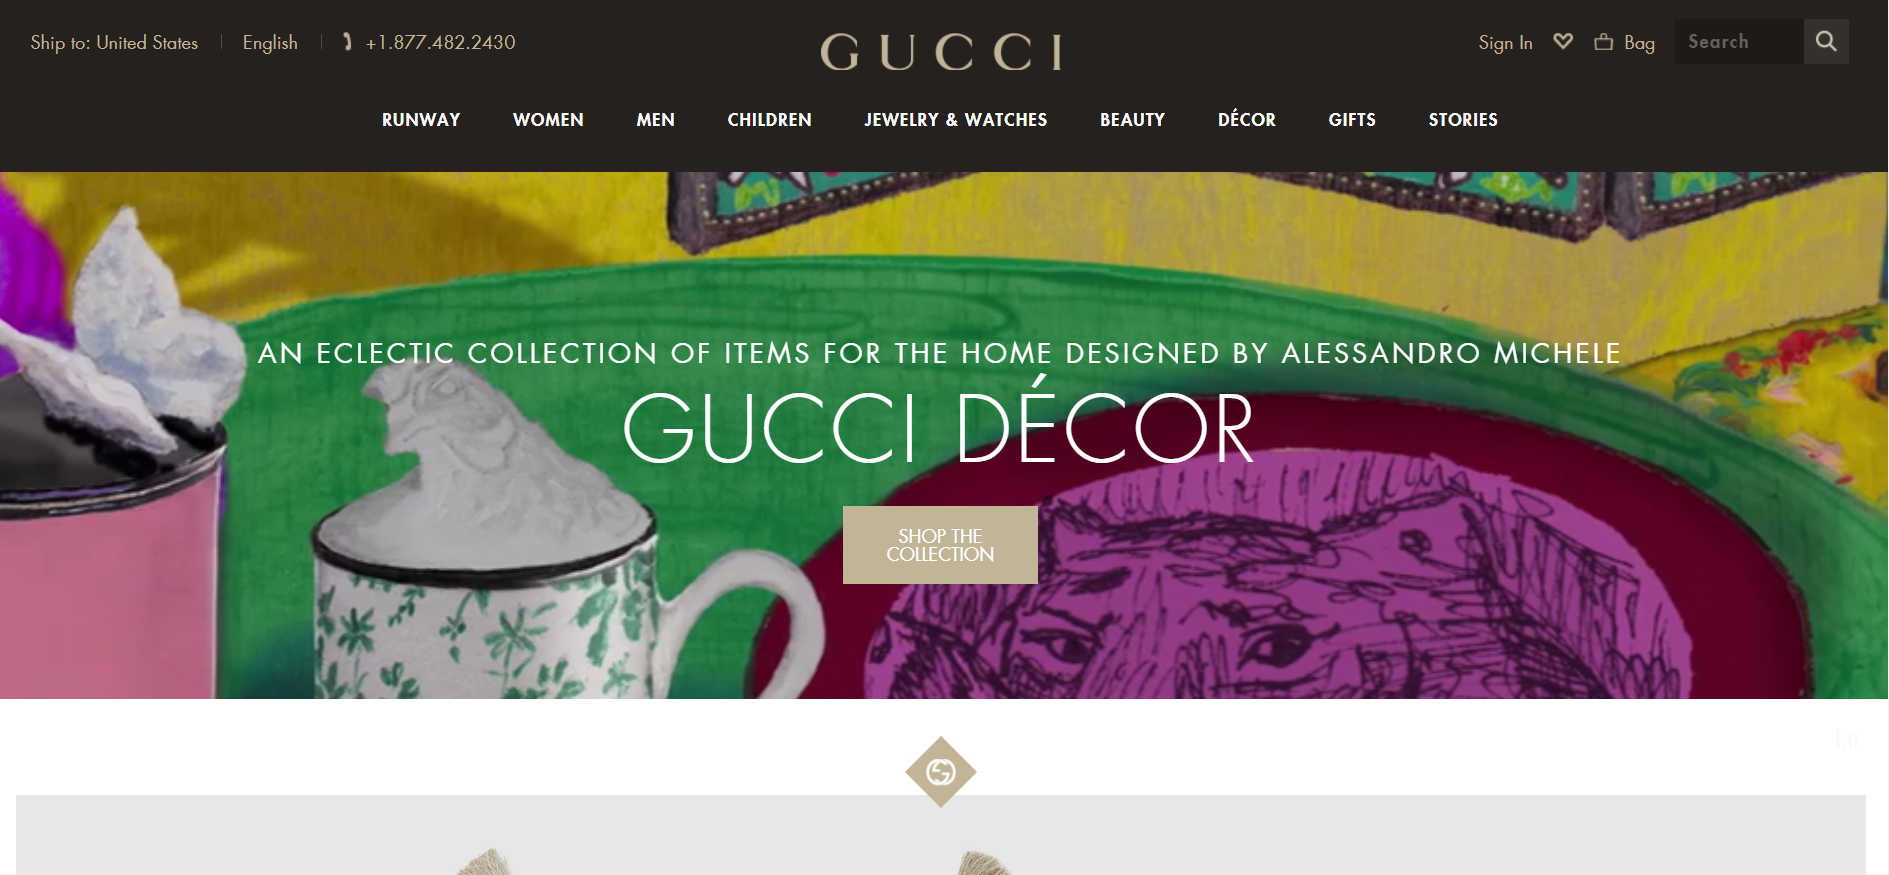 Ship to: United States
English
+1.877.482.2430
GUCCI
Sign In
Bag
Search
RUNWAY
WOMEN
MEN
CHILDREN
JEWELRY & WATCHES
BEAUTY
DÉCOR
GIFTS
STORIES
AN ECLECTIC COLLECTION OF ITEMS FOR THE HOME DESIGNED BY ALESSANDRO MICHELE
GUCCI DÉCOR
SHOP THE
COLLECTION